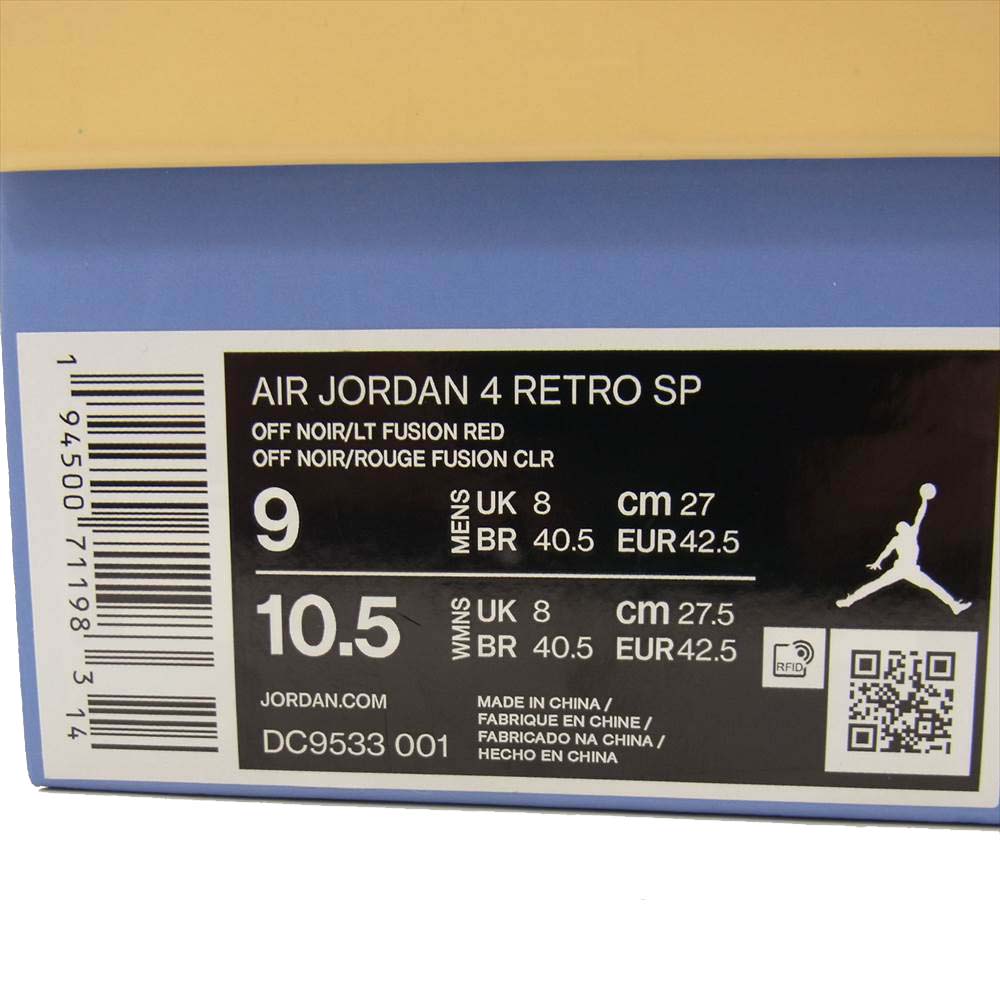 1 94500 71198 3 14
AIR JORDAN 4 RETRO SP
OFF NOIR/LT FUSION RED
OFF NOIR/ROUGE FUSION CLR
9 MENS UK 8 cm 27
BR 40.5 EUR 42.5
10.5 WMNS UK 8 cm 27.5
BR 40.5 EUR 42.5
RFID
JORDAN.COM
DC9533 001
MADE IN CHINA /
FABRIQUE EN CHINE /
FABRICADO NA CHINA /
HECHO EN CHINA